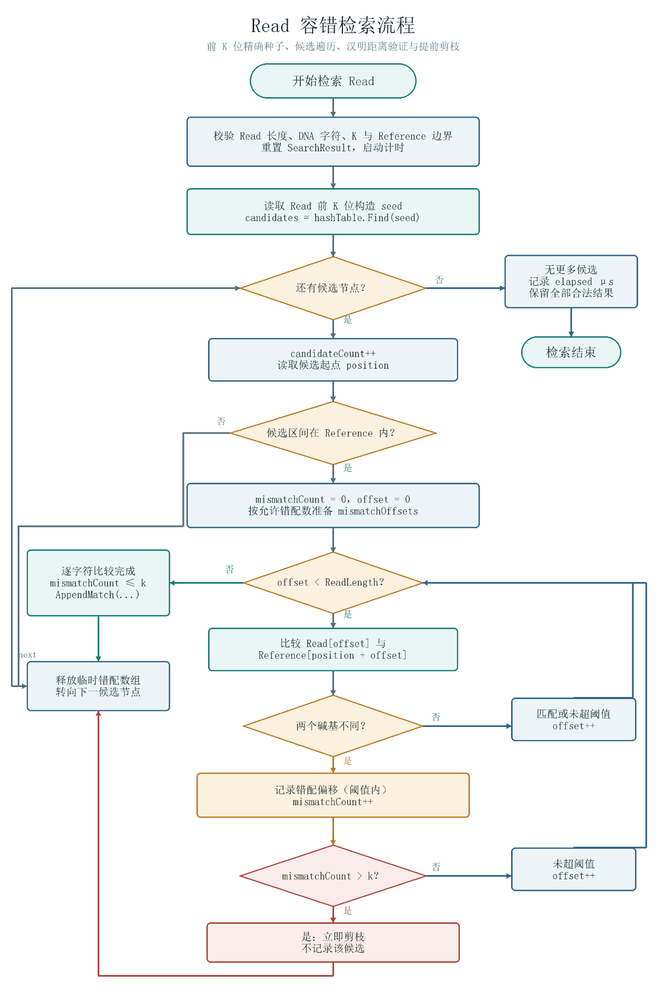 Read 容错检索流程
前 K 位精确种子、候选遍历、汉明距离验证与提前剪枝
开始检索 Read
校验 Read 长度、DNA 字符、K 与 Reference 边界
重置 SearchResult，启动计时
读取 Read 前 K 位构造 seed
candidates = hashTable.Find(seed)
还有候选节点？
否
无更多候选
记录 elapsed μs
保留全部合法结果
是
检索结束
candidateCount++
读取候选起点 position
否
候选区间在 Reference 内？
是
mismatchCount = 0, offset = 0
按允许错配数准备 mismatchOffsets
逐字符比较完成
mismatchCount ≤ k
AppendMatch(...)
否
offset < ReadLength?
是
比较 Read[offset] 与
Reference[position + offset]
next
释放临时错配数组
转向下一候选节点
两个碱基不同？
否
匹配或未超阈值
offset++
是
记录错配偏移（阈值内）
mismatchCount++
mismatchCount > k?
否
未超阈值
offset++
是
是：立即剪枝
不记录该候选